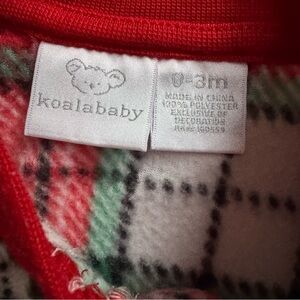 koalababy
0-3m
MADE IN CHINA
100% POLYESTER
EXCLUSIVE OF
DECORATION